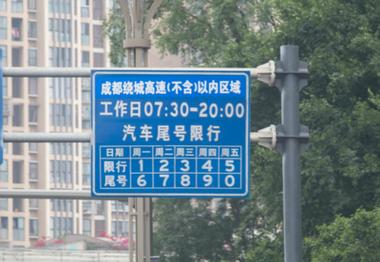 成都绕城高速(不含)以内区域
工作日07:30-20:00
汽车尾号限行
日期 周一 周二 周三 周四 周五
限行 1 2 3 4 5
尾号 6 7 8 9 0